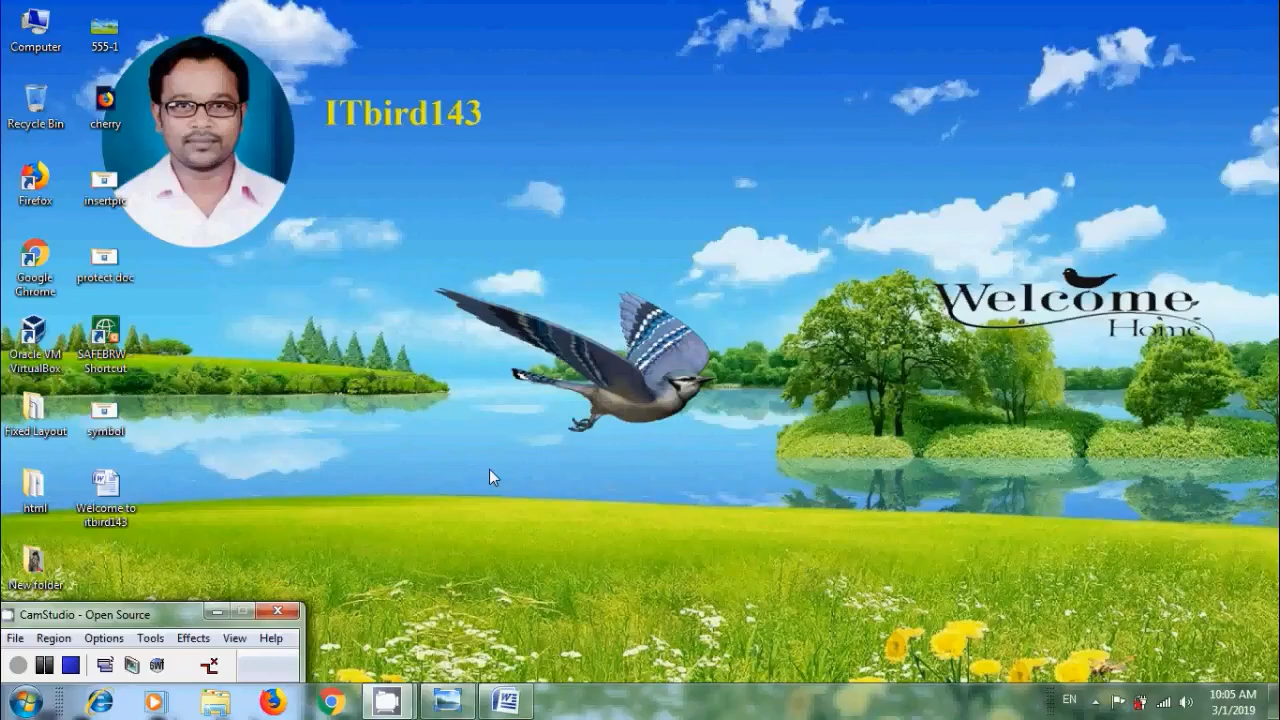 Computer
555-1
Recycle Bin
cherry
Firefox
insertpic
Google
Chrome
protect doc
Oracle VM
VirtualBox
SAFEBRW
Shortcut
Fixed Layout
symbol
html
Welcome to
itbird143
New folder
ITbird143
Welcome
Home
CamStudio - Open Source
File Region Options Tools Effects View Help
EN
10:05 AM
3/1/2019